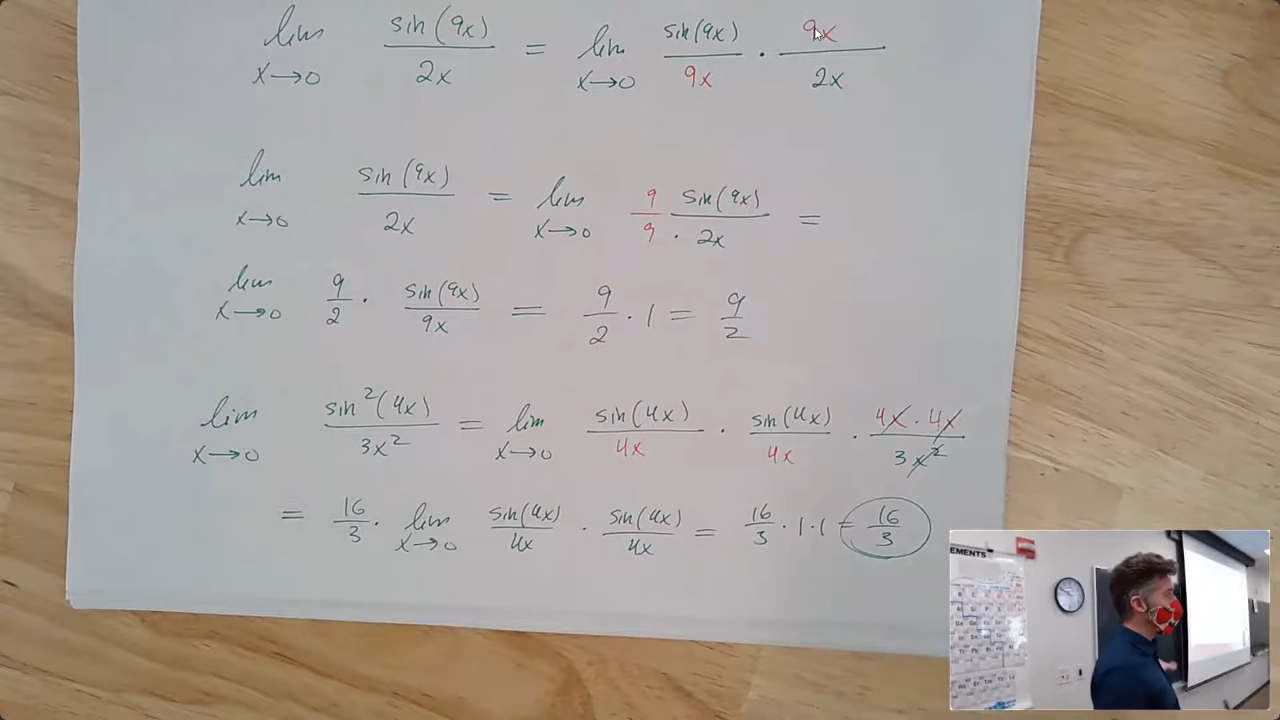 lim x→0 sin(9x)/2x = lim x→0 sin(9x)/9x · 9x/2x
lim x→0 sin(9x)/2x = lim x→0 9/9 · sin(9x)/2x =
lim x→0 9/2 · sin(9x)/9x = 9/2 · 1 = 9/2
lim x→0 sin²(4x)/3x² = lim x→0 sin(4x)/4x · sin(4x)/4x · 4x·4x/3x²
= 16/3 · lim x→0 sin(4x)/4x · sin(4x)/4x = 16/3 · 1·1 = 16/3
EMENTS